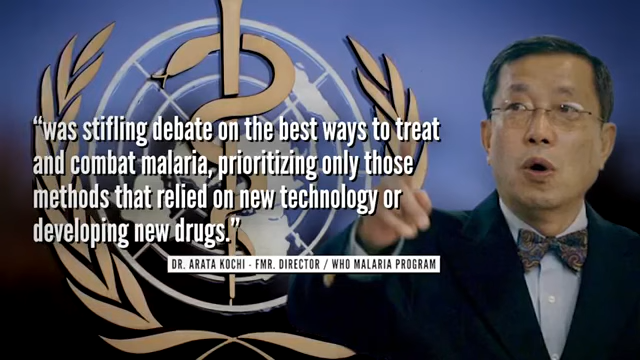 “was stifling debate on the best ways to treat
and combat malaria, prioritizing only those
methods that relied on new technology or
developing new drugs.”
DR. ARATA KOCHI - FMR. DIRECTOR / WHO MALARIA PROGRAM